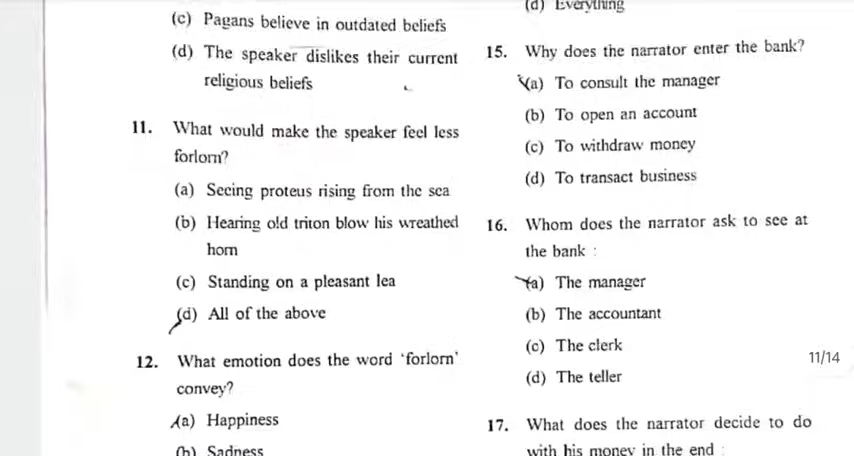 (c) Pagans believe in outdated beliefs
(d) The speaker dislikes their current
religious beliefs
11. What would make the speaker feel less
forlorn?
(a) Seeing proteus rising from the sea
(b) Hearing old triton blow his wreathed
horn
(c) Standing on a pleasant lea
(d) All of the above
12. What emotion does the word 'forlorn'
convey?
(a) Happiness
(b) Sadness
(d) Everything
15. Why does the narrator enter the bank?
(a) To consult the manager
(b) To open an account
(c) To withdraw money
(d) To transact business
16. Whom does the narrator ask to see at
the bank :
(a) The manager
(b) The accountant
(c) The clerk
(d) The teller
11/14
17. What does the narrator decide to do
with his money in the end :